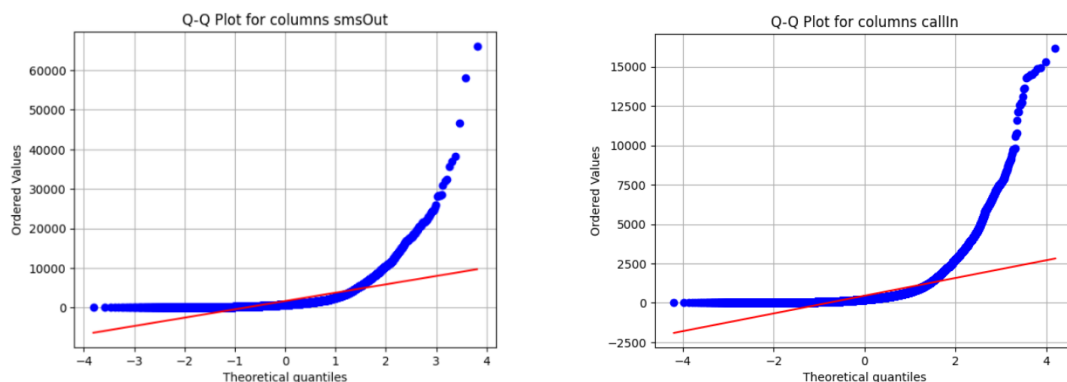 Q-Q Plot for columns smsOut
60000
50000
40000
30000
20000
10000
0
Ordered Values
−4 −3 −2 −1 0 1 2 3 4
Theoretical quantiles
Q-Q Plot for columns callIn
15000
12500
10000
7500
5000
2500
0
−2500
Ordered Values
−4 −2 0 2 4
Theoretical quantiles